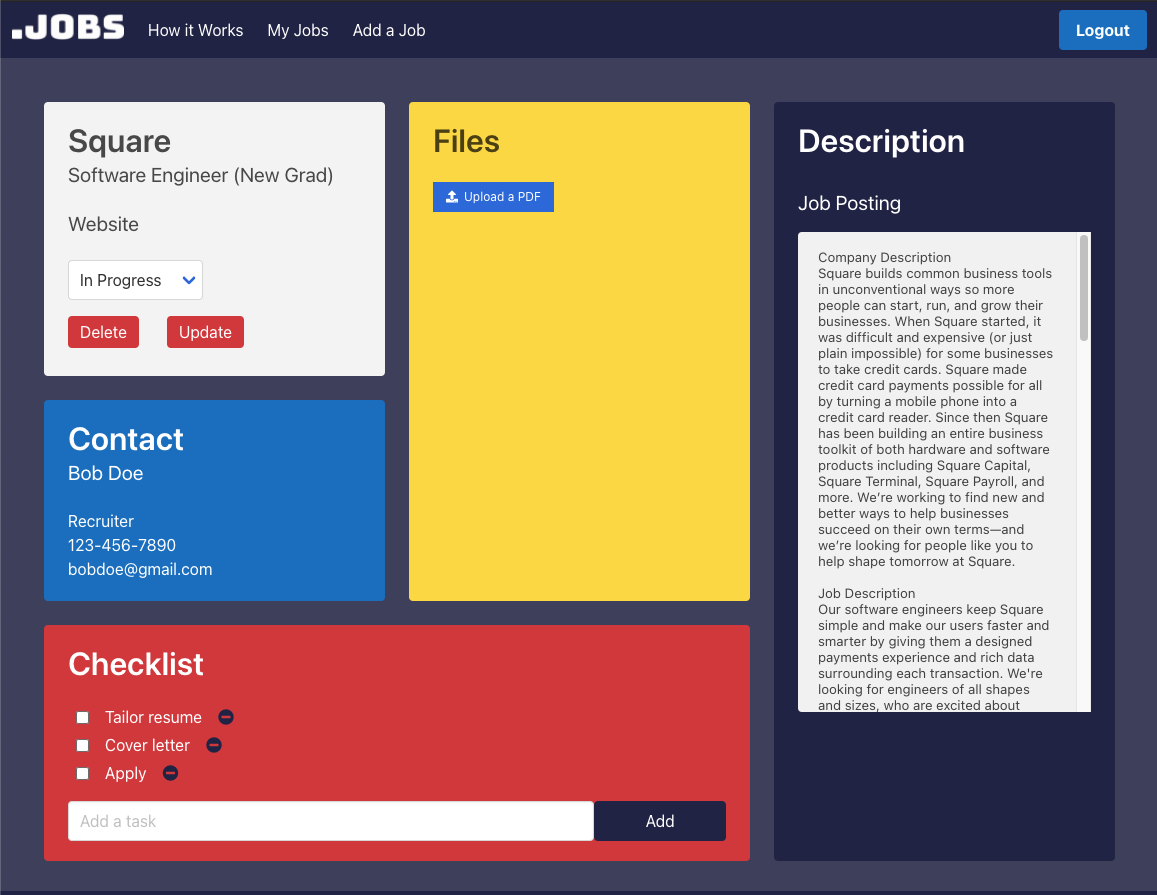 .JOBS
How it Works
My Jobs
Add a Job
Logout
Square
Software Engineer (New Grad)
Website
In Progress
Delete
Update
Contact
Bob Doe
Recruiter
123-456-7890
bobdoe@gmail.com
Files
Upload a PDF
Checklist
Tailor resume
Cover letter
Apply
Add a task
Add
Description
Job Posting
Company Description
Square builds common business tools
in unconventional ways so more
people can start, run, and grow their
businesses. When Square started, it
was difficult and expensive (or just
plain impossible) for some businesses
to take credit cards. Square made
credit card payments possible for all
by turning a mobile phone into a
credit card reader. Since then Square
has been building an entire business
toolkit of both hardware and software
products including Square Capital,
Square Terminal, Square Payroll, and
more. We’re working to find new and
better ways to help businesses
succeed on their own terms—and
we’re looking for people like you to
help shape tomorrow at Square.
Job Description
Our software engineers keep Square
simple and make our users faster and
smarter by giving them a designed
payments experience and rich data
surrounding each transaction. We're
looking for engineers of all shapes
and sizes, who are excited about